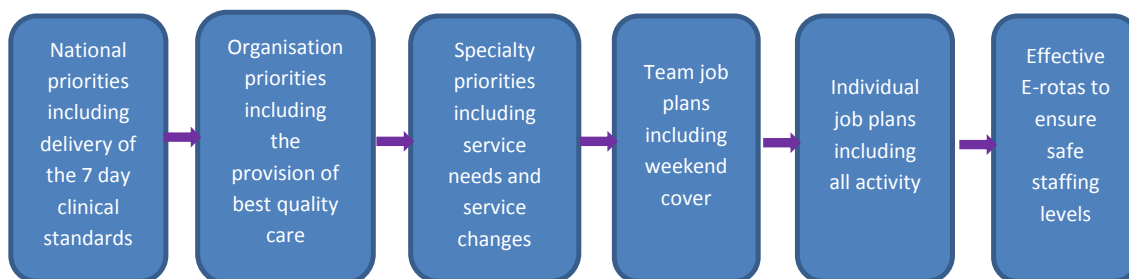 National
priorities
including
delivery of
the 7 day
clinical
standards
Organisation
priorities
including
the
provision of
best quality
care
Specialty
priorities
including
service
needs and
service
changes
Team job
plans
including
weekend
cover
Individual
job plans
including
all activity
Effective
E-rotas to
ensure
safe
staffing
levels